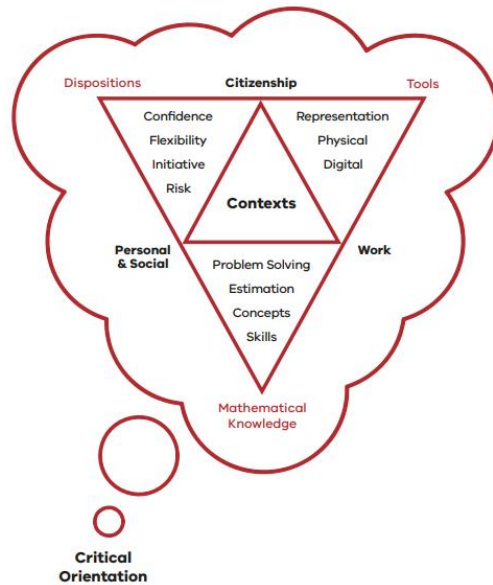 Dispositions
Citizenship
Tools
Confidence
Flexibility
Initiative
Risk
Representation
Physical
Digital
Contexts
Personal
& Social
Work
Problem Solving
Estimation
Concepts
Skills
Mathematical
Knowledge
Critical
Orientation